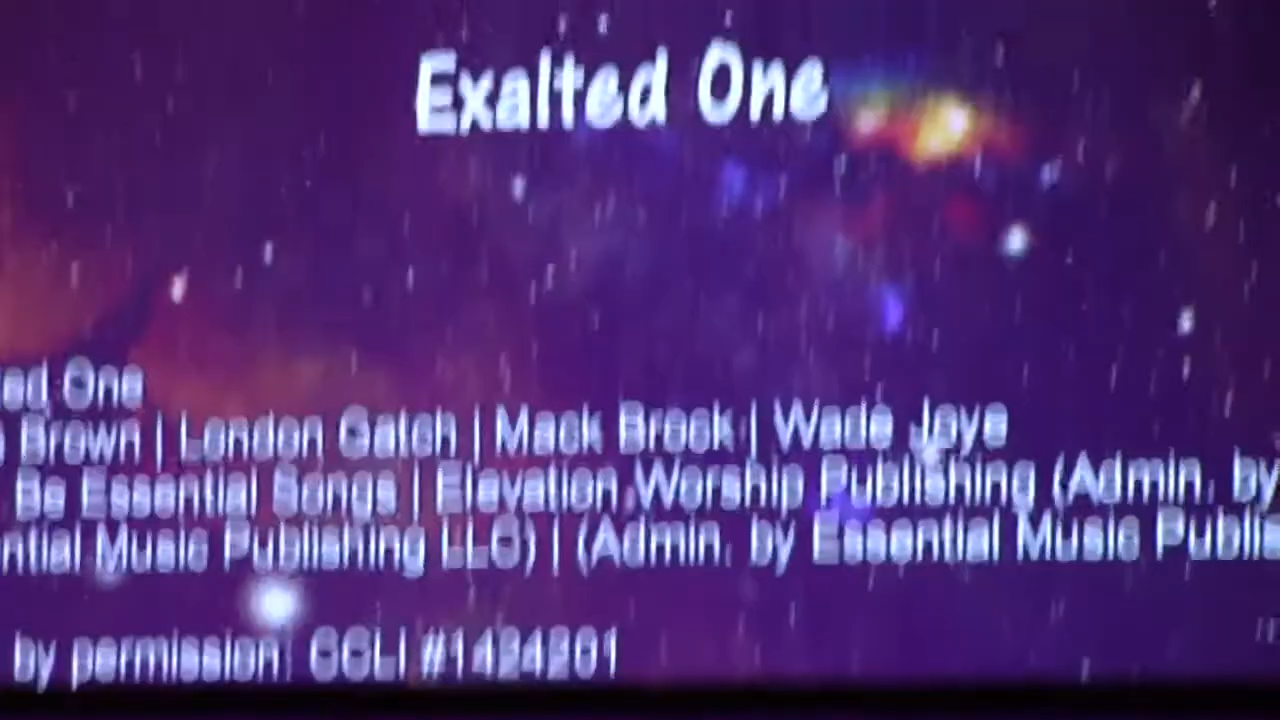 Exalted One
ted One
Brown | London Gatch | Mack Brock | Wade Joye
Be Essential Songs | Elevation Worship Publishing (Admin. by
ntial Music Publishing LLC) | (Admin. by Essential Music Publis
by permission. CCLI #1424201